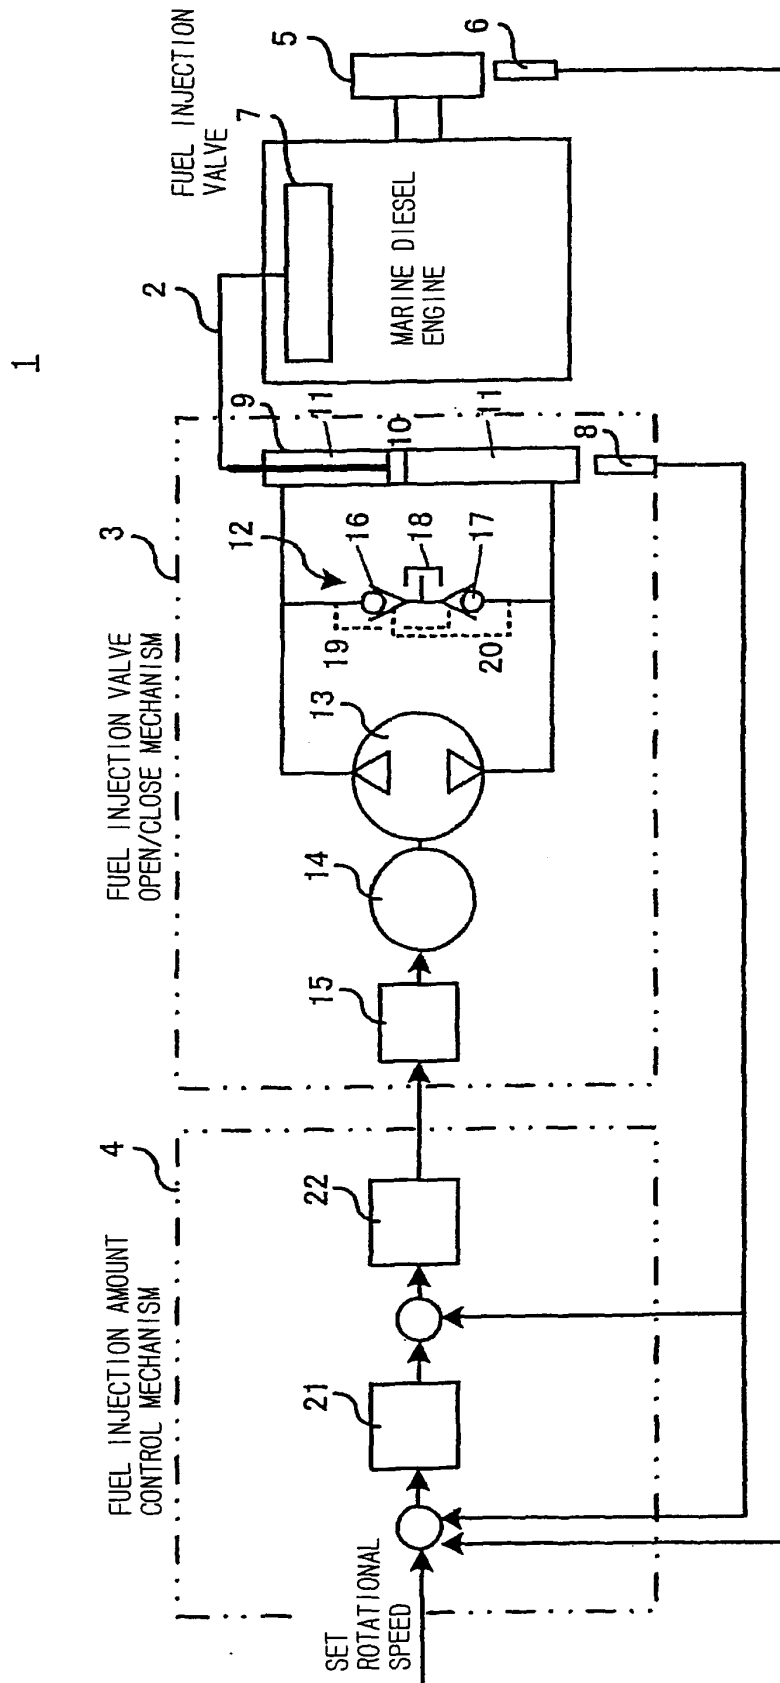 1
FUEL INJECTION
VALVE
5
6
7
2
MARINE DIESEL
ENGINE
3
FUEL INJECTION VALVE
OPEN/CLOSE MECHANISM
9
11
10
11
8
12
16
18
17
19
20
13
14
15
4
FUEL INJECTION AMOUNT
CONTROL MECHANISM
22
21
SET
ROTATIONAL
SPEED